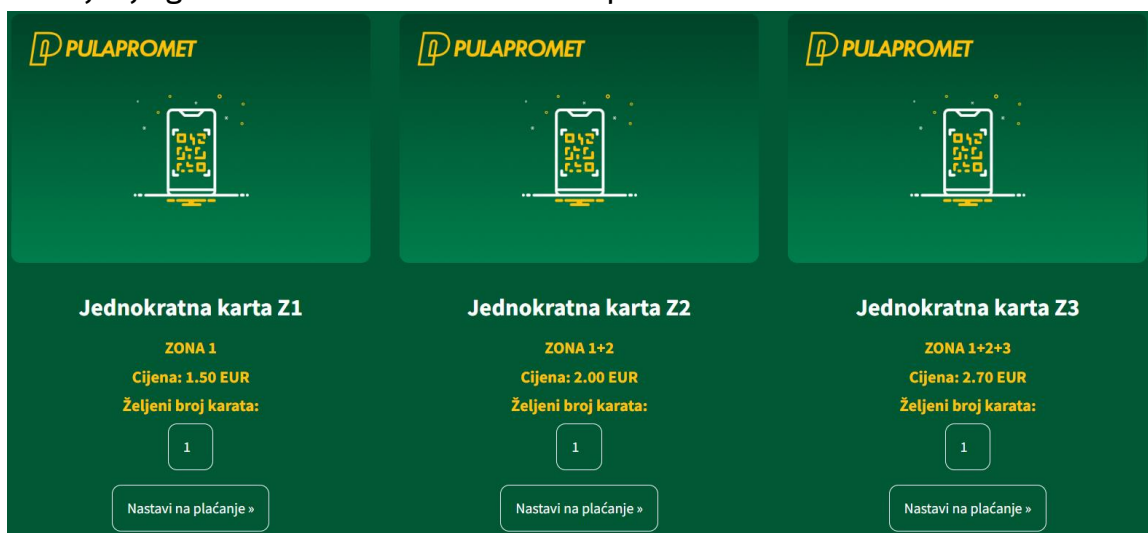 PULAPROMET
PULAPROMET
PULAPROMET
Jednokratna karta Z1
ZONA 1
Cijena: 1.50 EUR
Željeni broj karata:
1
Nastavi na plaćanje »
Jednokratna karta Z2
ZONA 1+2
Cijena: 2.00 EUR
Željeni broj karata:
1
Nastavi na plaćanje »
Jednokratna karta Z3
ZONA 1+2+3
Cijena: 2.70 EUR
Željeni broj karata:
1
Nastavi na plaćanje »